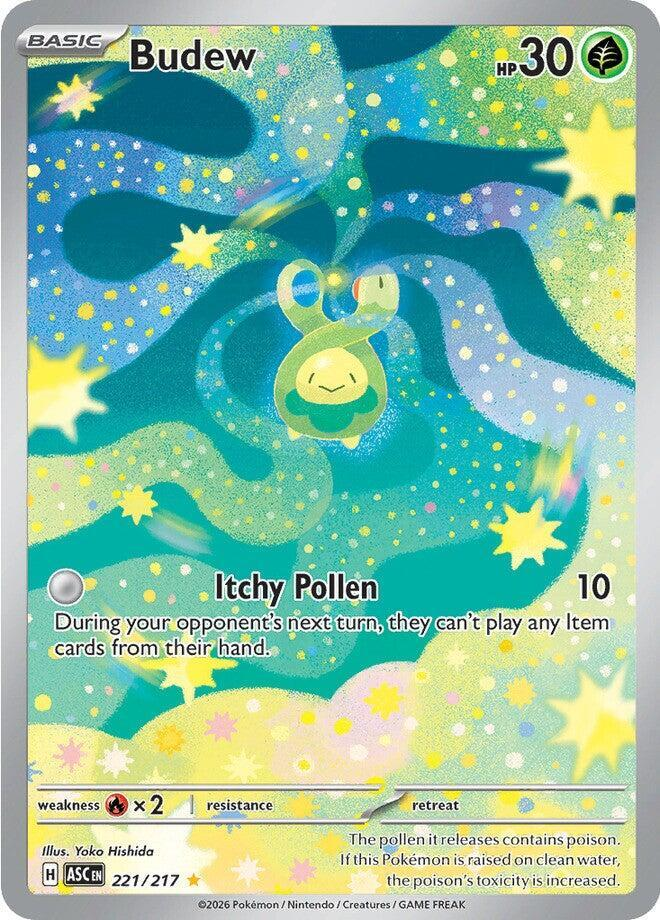 BASIC
Budew
HP 30
Itchy Pollen 10
During your opponent's next turn, they can't play any Item
cards from their hand.
weakness ×2 resistance retreat
Illus. Yoko Hishida
The pollen it releases contains poison.
If this Pokémon is raised on clean water,
the poison's toxicity is increased.
H ASC EN 221/217
©2026 Pokémon / Nintendo / Creatures / GAME FREAK